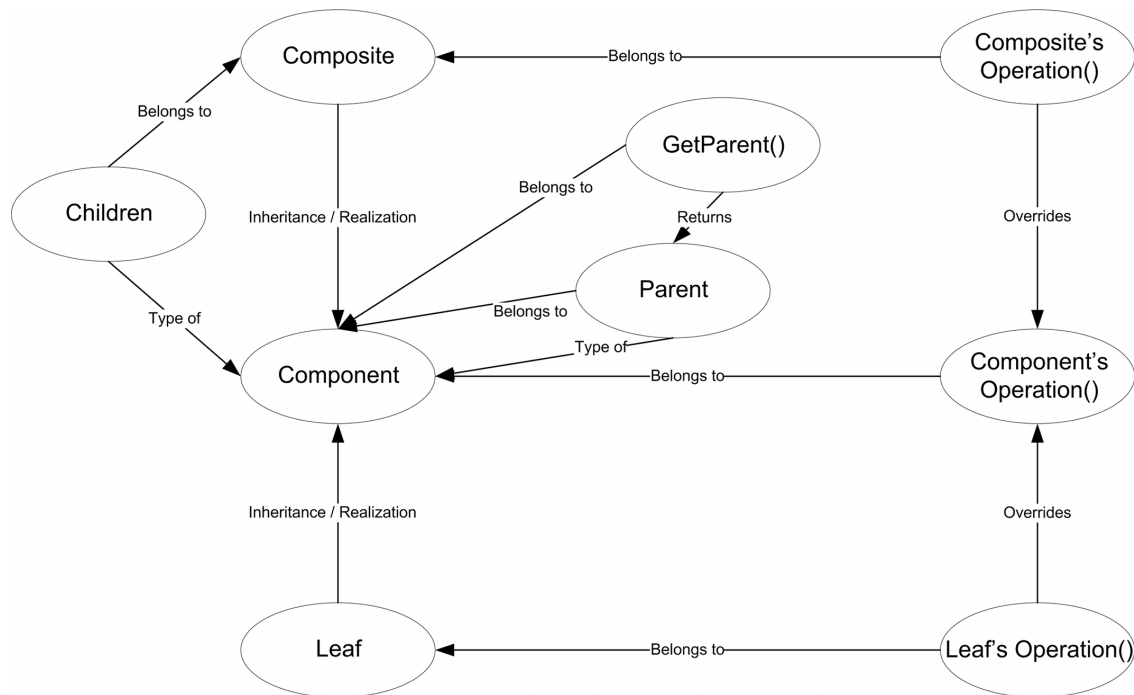 Composite
Belongs to
Composite's
Operation()
Belongs to
GetParent()
Belongs to
Children
Inheritance / Realization
Returns
Overrides
Parent
Belongs to
Type of
Type of
Component
Belongs to
Component's
Operation()
Inheritance / Realization
Overrides
Leaf
Belongs to
Leaf's Operation()